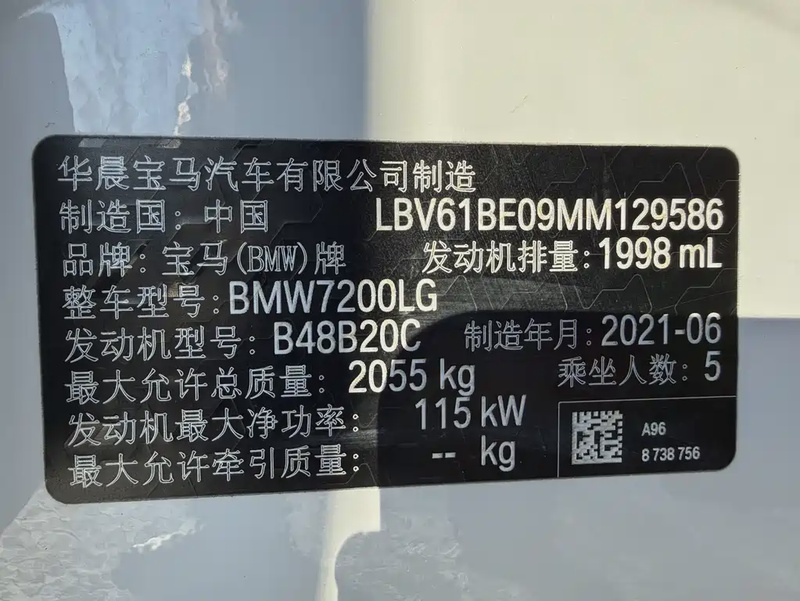 华晨宝马汽车有限公司制造
制造国: 中国 LBV61BE09MM129586
品牌: 宝马(BMW)牌 发动机排量: 1998 mL
整车型号: BMW7200LG
发动机型号: B48B20C 制造年月: 2021-06
最大允许总质量: 2055 kg 乘坐人数: 5
发动机最大净功率: 115 kW
最大允许牵引质量: -- kg
A96
8 738 756